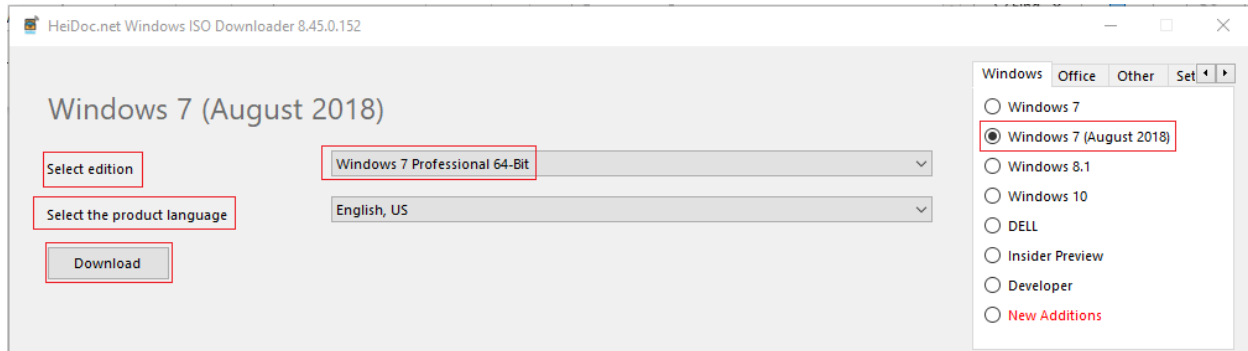 HeiDoc.net Windows ISO Downloader 8.45.0.152
Windows 7 (August 2018)
Select edition
Windows 7 Professional 64-Bit
Select the product language
English, US
Download
Windows Office Other Set
Windows 7
Windows 7 (August 2018)
Windows 8.1
Windows 10
DELL
Insider Preview
Developer
New Additions